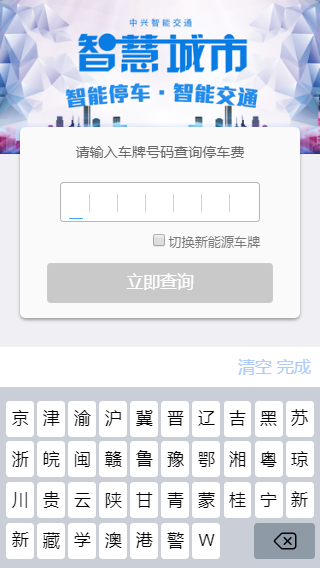 中兴智能交通
智慧城市
智能停车·智能交通
请输入车牌号码查询停车费
切换新能源车牌
立即查询
清空 完成
京 津 渝 沪 冀 晋 辽 吉 黑 苏
浙 皖 闽 赣 鲁 豫 鄂 湘 粤 琼
川 贵 云 陕 甘 青 蒙 桂 宁 新
新 藏 学 澳 港 警 W